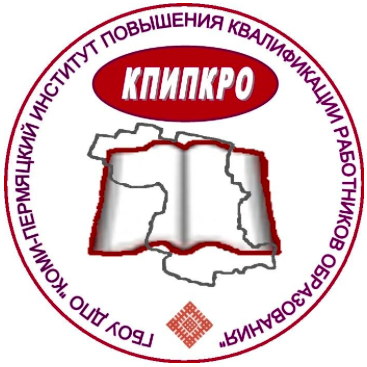 ГБОУ ДПО "КОМИ-ПЕРМЯЦКИЙ ИНСТИТУТ ПОВЫШЕНИЯ КВАЛИФИКАЦИИ РАБОТНИКОВ ОБРАЗОВАНИЯ"
КПИПКРО